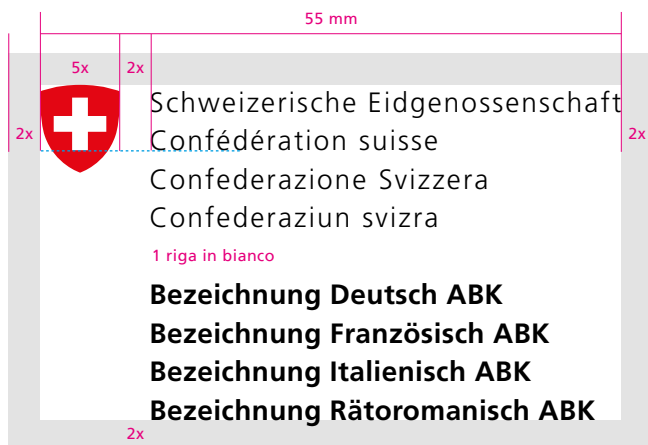 55 mm
5x
2x
2x
2x
Schweizerische Eidgenossenschaft
Confédération suisse
Confederazione Svizzera
Confederaziun svizra
1 riga in bianco
Bezeichnung Deutsch ABK
Bezeichnung Französisch ABK
Bezeichnung Italienisch ABK
Bezeichnung Rätoromanisch ABK
2x